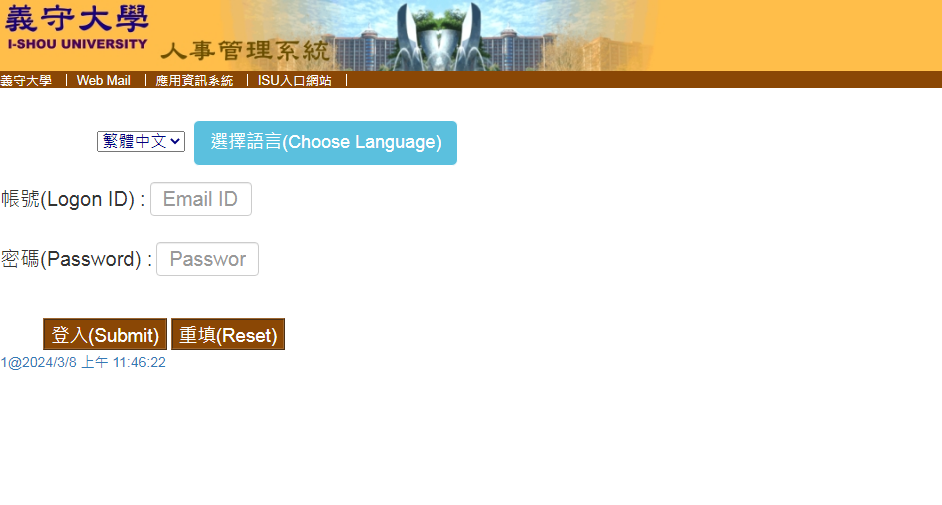 義守大學
I-SHOU UNIVERSITY
人事管理系統
義守大學 | Web Mail | 應用資訊系統 | ISU入口網站 |
繁體中文 選擇語言(Choose Language)
帳號(Logon ID) : Email ID
密碼(Password) : Passwor
登入(Submit) 重填(Reset)
1@2024/3/8 上午 11:46:22